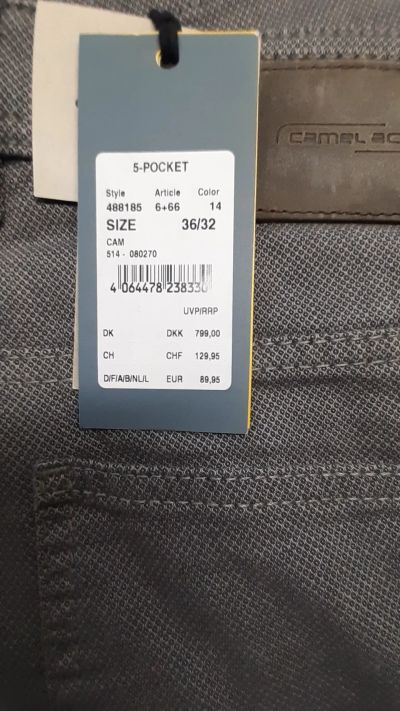 CAMEL AC
5-POCKET
Style Article Color
488185 6+66 14
SIZE 36/32
CAM
514 - 080270
4 064478 238330
UVP/RRP
DK DKK 799,00
CH CHF 129,95
D/F/A/B/NL/L EUR 89,95